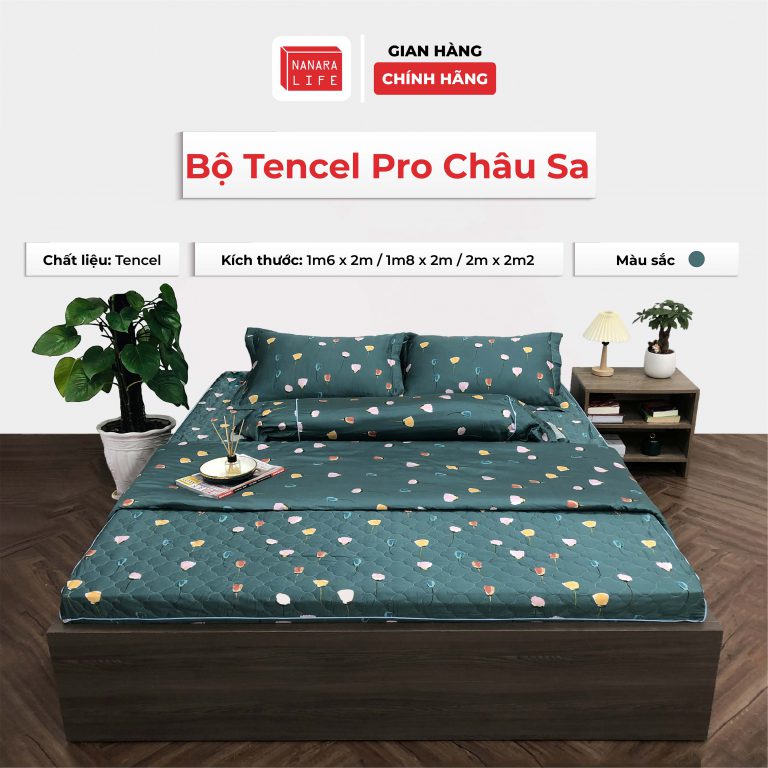 NANARA
LIFE
GIAN HÀNG
CHÍNH HÃNG
Bộ Tencel Pro Châu Sa
Chất liệu: Tencel
Kích thước: 1m6 x 2m / 1m8 x 2m / 2m x 2m2
Màu sắc